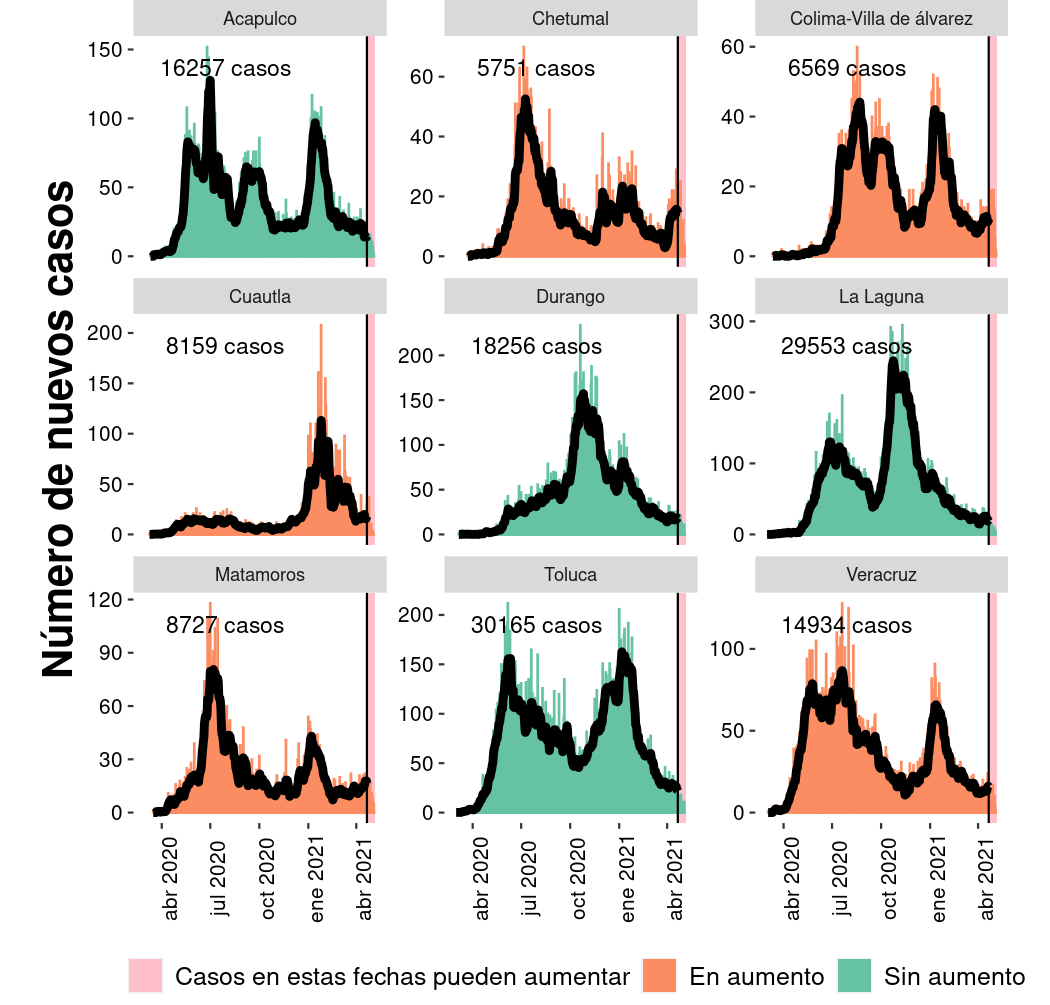 Número de nuevos casos
Acapulco
Chetumal
Colima-Villa de álvarez
150
100
50
0
16257 casos
60
40
20
0
5751 casos
60
40
20
0
6569 casos
Cuautla
Durango
La Laguna
200
150
100
50
0
8159 casos
200
150
100
50
0
18256 casos
300
200
100
0
29553 casos
Matamoros
Toluca
Veracruz
120
90
60
30
0
8727 casos
200
150
100
50
0
30165 casos
100
50
0
14934 casos
abr 2020
jul 2020
oct 2020
ene 2021
abr 2021
abr 2020
jul 2020
oct 2020
ene 2021
abr 2021
abr 2020
jul 2020
oct 2020
ene 2021
abr 2021
Casos en estas fechas pueden aumentar
En aumento
Sin aumento